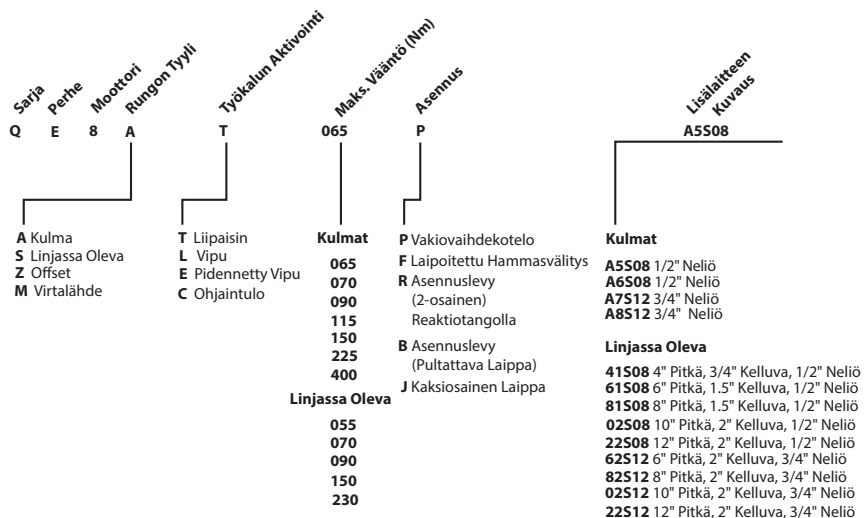 Sarja
Perhe
Moottori
Rungon Tyyli
Työkalun Aktivointi
Maks. Vääntö (Nm)
Asennus
Lisälaitteen
Kuvaus
Q E 8 A T 065 P A5S08
A Kulma
S Linjassa Oleva
Z Offset
M Virtalähde
T Liipaisin
L Vipu
E Pidennetty Vipu
C Ohjaintulo
Kulmat
065
070
090
115
150
225
400
Linjassa Oleva
055
070
090
150
230
P Vakiovaihdekotelo
F Laipoitettu Hammasvälitys
R Asennuslevy
(2-osainen)
Reaktiotangolla
B Asennuslevy
(Pultattava Laippa)
J Kaksiosainen Laippa
Kulmat
A5S08 1/2" Neliö
A6S08 1/2" Neliö
A7S12 3/4" Neliö
A8S12 3/4" Neliö
Linjassa Oleva
41S08 4" Pitkä, 3/4" Kelluva, 1/2" Neliö
61S08 6" Pitkä, 1.5" Kelluva, 1/2" Neliö
81S08 8" Pitkä, 1.5" Kelluva, 1/2" Neliö
02S08 10" Pitkä, 2" Kelluva, 1/2" Neliö
22S08 12" Pitkä, 2" Kelluva, 1/2" Neliö
62S12 6" Pitkä, 2" Kelluva, 3/4" Neliö
82S12 8" Pitkä, 2" Kelluva, 3/4" Neliö
02S12 10" Pitkä, 2" Kelluva, 3/4" Neliö
22S12 12" Pitkä, 2" Kelluva, 3/4" Neliö